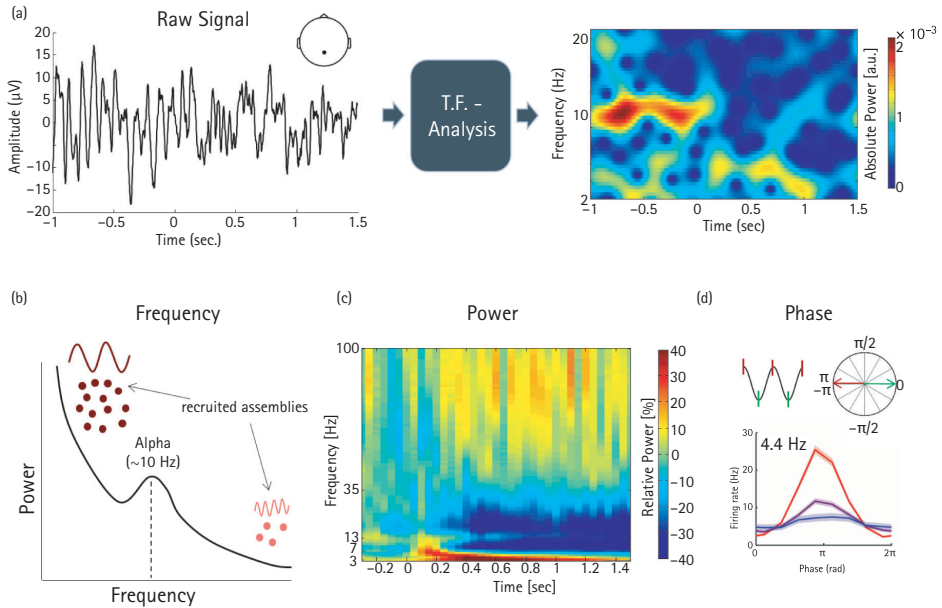 (a)
Raw Signal
Amplitude (µV)
20
15
10
5
0
−5
−10
−15
−20
−1
−0.5
0
0.5
1
1.5
Time (sec.)
T.F. -
Analysis
Frequency (Hz)
20
10
2
−1
−0.5
0
0.5
1
1.5
Time (sec)
× 10−3
2
1
0
Absolute Power [a.u.]
(b)
Frequency
recruited assemblies
Alpha
(~10 Hz)
Power
Frequency
(c)
Power
Frequency [Hz]
100
35
13
7
3
−0.2
0
0.2
0.4
0.6
0.8
1
1.2
1.4
Time [sec]
Relative Power [%]
40
30
20
10
0
−10
−20
−30
−40
(d)
Phase
π/2
π
−π
0
−π/2
4.4 Hz
Firing rate (Hz)
30
20
10
0
0
π
2π
Phase (rad)